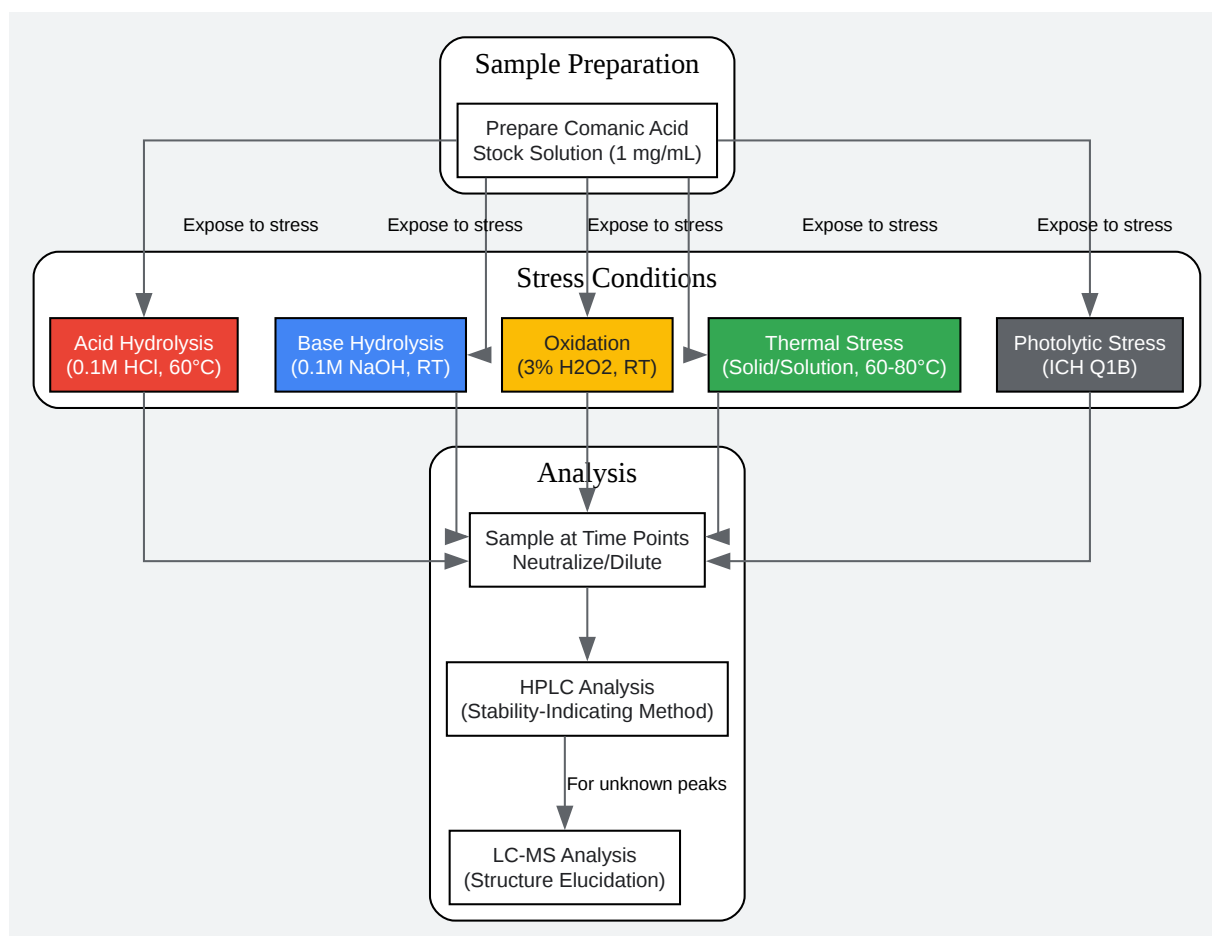 Sample Preparation
Prepare Comanic Acid
Stock Solution (1 mg/mL)
Expose to stress
Expose to stress
Expose to stress
Expose to stress
Expose to stress
Stress Conditions
Acid Hydrolysis
(0.1M HCl, 60°C)
Base Hydrolysis
(0.1M NaOH, RT)
Oxidation
(3% H2O2, RT)
Thermal Stress
(Solid/Solution, 60-80°C)
Photolytic Stress
(ICH Q1B)
Analysis
Sample at Time Points
Neutralize/Dilute
HPLC Analysis
(Stability-Indicating Method)
For unknown peaks
LC-MS Analysis
(Structure Elucidation)